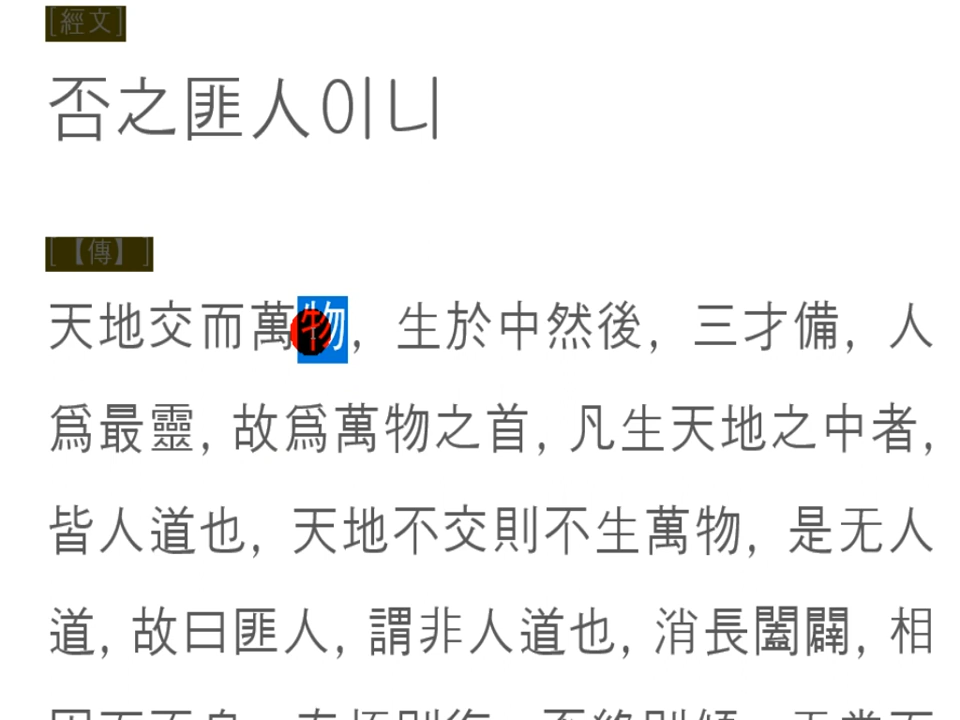 [經文]
否之匪人이니
[【傳】]
天地交而萬物, 生於中然後, 三才備, 人
爲最靈, 故爲萬物之首, 凡生天地之中者,
皆人道也, 天地不交則不生萬物, 是无人
道, 故曰匪人, 謂非人道也, 消長闔闢, 相